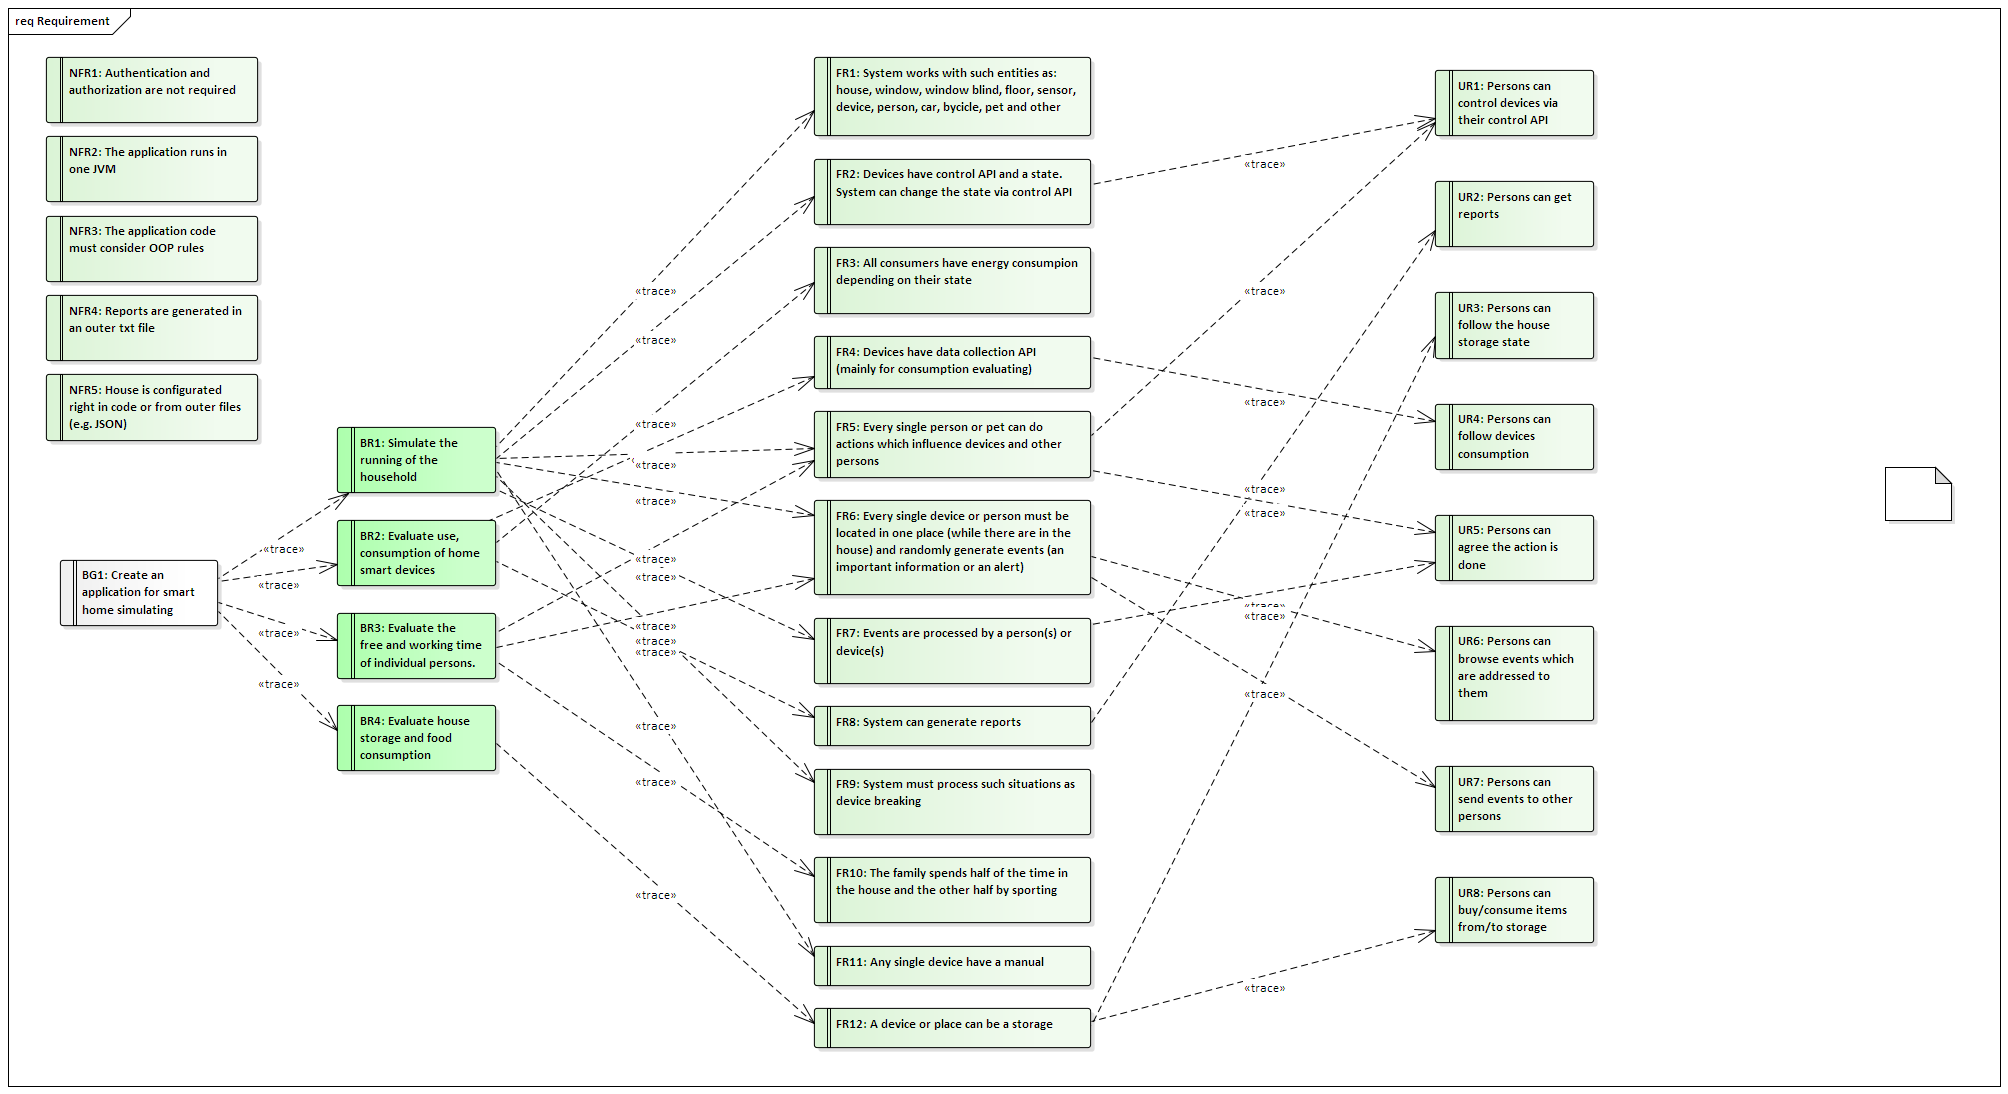 req Requirement
NFR1: Authentication and
authorization are not required
NFR2: The application runs in
one JVM
NFR3: The application code
must consider OOP rules
NFR4: Reports are generated in
an outer txt file
NFR5: House is configurated
right in code or from outer files
(e.g. JSON)
BG1: Create an
application for smart
home simulating
«trace»
«trace»
«trace»
«trace»
BR1: Simulate the
running of the
household
BR2: Evaluate use,
consumption of home
smart devices
BR3: Evaluate the
free and working time
of individual persons.
BR4: Evaluate house
storage and food
consumption
«trace»
«trace»
«trace»
«trace»
«trace»
«trace»
«trace»
«trace»
«trace»
«trace»
«trace»
«trace»
«trace»
FR1: System works with such entities as:
house, window, window blind, floor, sensor,
device, person, car, bycicle, pet and other
FR2: Devices have control API and a state.
System can change the state via control API
FR3: All consumers have energy consumpion
depending on their state
FR4: Devices have data collection API
(mainly for consumption evaluating)
FR5: Every single person or pet can do
actions which influence devices and other
persons
FR6: Every single device or person must be
located in one place (while there are in the
house) and randomly generate events (an
important information or an alert)
FR7: Events are processed by a person(s) or
device(s)
FR8: System can generate reports
FR9: System must process such situations as
device breaking
FR10: The family spends half of the time in
the house and the other half by sporting
FR11: Any single device have a manual
FR12: A device or place can be a storage
«trace»
«trace»
«trace»
«trace»
«trace»
«trace»
«trace»
«trace»
«trace»
UR1: Persons can
control devices via
their control API
UR2: Persons can get
reports
UR3: Persons can
follow the house
storage state
UR4: Persons can
follow devices
consumption
UR5: Persons can
agree the action is
done
UR6: Persons can
browse events which
are addressed to
them
UR7: Persons can
send events to other
persons
UR8: Persons can
buy/consume items
from/to storage